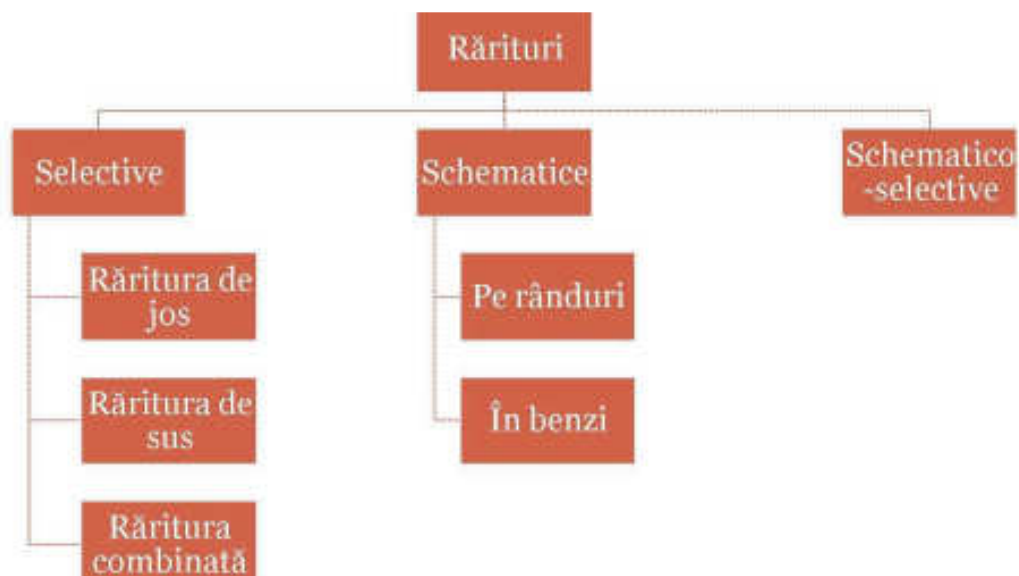 Rărituri
Selective
Schematice
Schematico
-selective
Răritura de
jos
Răritura de
sus
Răritura
combinată
Pe rânduri
În benzi